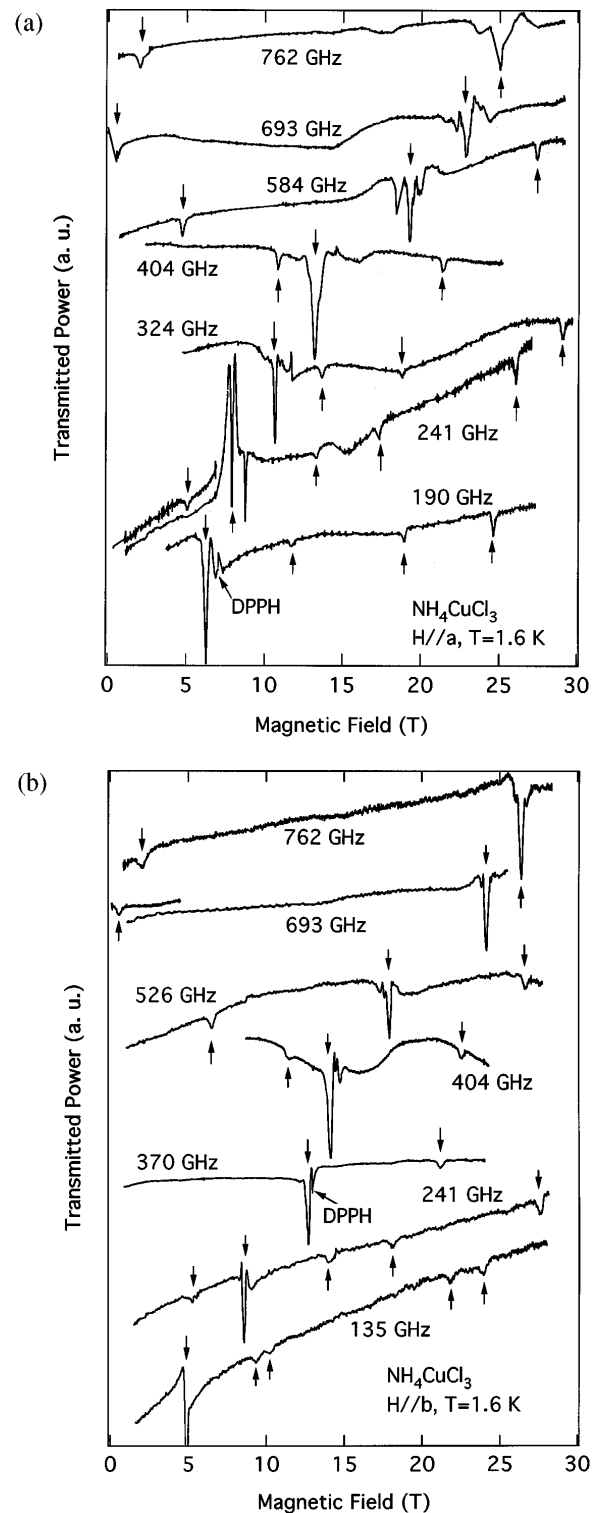 (a)
762 GHz
693 GHz
584 GHz
404 GHz
324 GHz
241 GHz
190 GHz
DPPH
NH₄CuCl₃
H//a, T=1.6 K
Transmitted Power (a. u.)
0 5 10 15 20 25 30
Magnetic Field (T)
(b)
762 GHz
693 GHz
526 GHz
404 GHz
370 GHz
DPPH
241 GHz
135 GHz
NH₄CuCl₃
H//b, T=1.6 K
Transmitted Power (a. u.)
0 5 10 15 20 25 30
Magnetic Field (T)